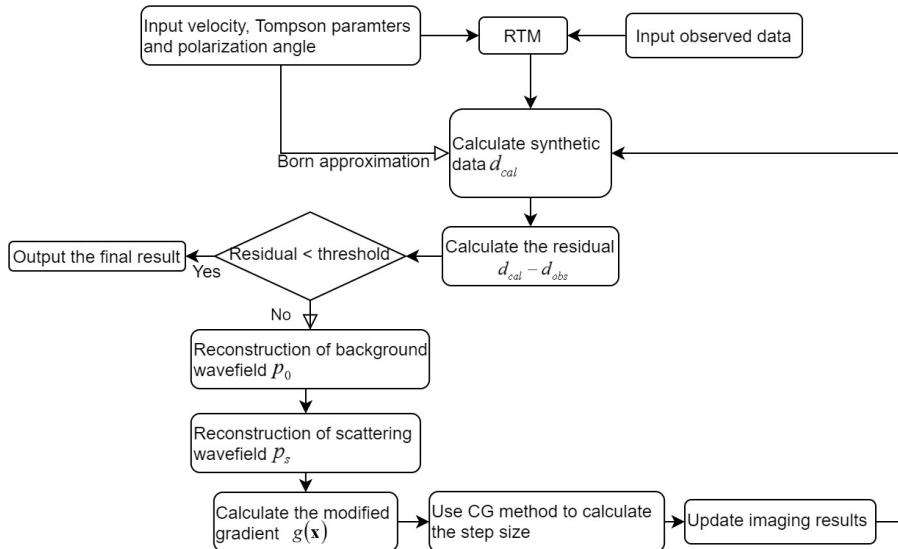 Input velocity, Tompson paramters
and polarization angle
RTM
Input observed data
Born approximation
Calculate synthetic
data d_cal
Calculate the residual
d_cal − d_obs
Residual < threshold
Yes
Output the final result
No
Reconstruction of background
wavefield p_0
Reconstruction of scattering
wavefield p_s
Calculate the modified
gradient g(x)
Use CG method to calculate
the step size
Update imaging results